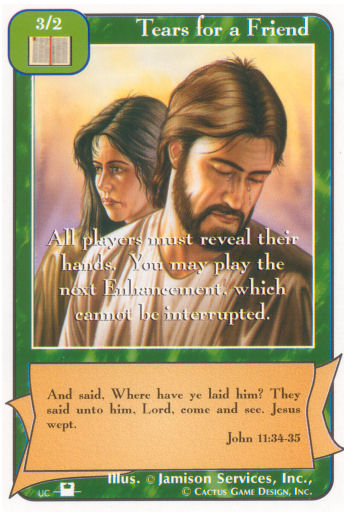 3/2
Tears for a Friend
All players must reveal their
hands. You may play the
next Enhancement, which
cannot be interrupted.
And said, Where have ye laid him? They
said unto him, Lord, come and see. Jesus
wept.
John 11:34-35
Illus. © Jamison Services, Inc.,
UC © Cactus Game Design, Inc.